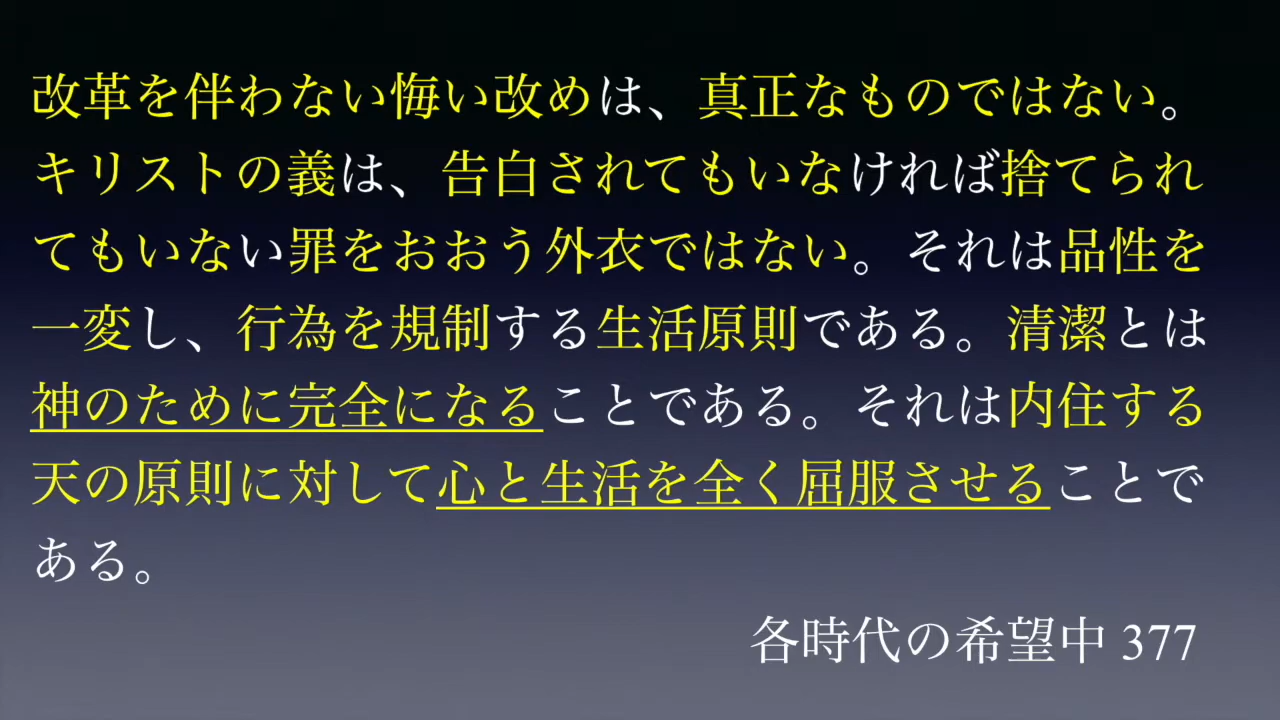 改革を伴わない悔い改めは、真正なものではない。
キリストの義は、告白されてもいなければ捨てられ
てもいない罪をおおう外衣ではない。それは品性を
一変し、行為を規制する生活原則である。清潔とは
神のために完全になることである。それは内住する
天の原則に対して心と生活を全く屈服させることで
ある。
各時代の希望中 377